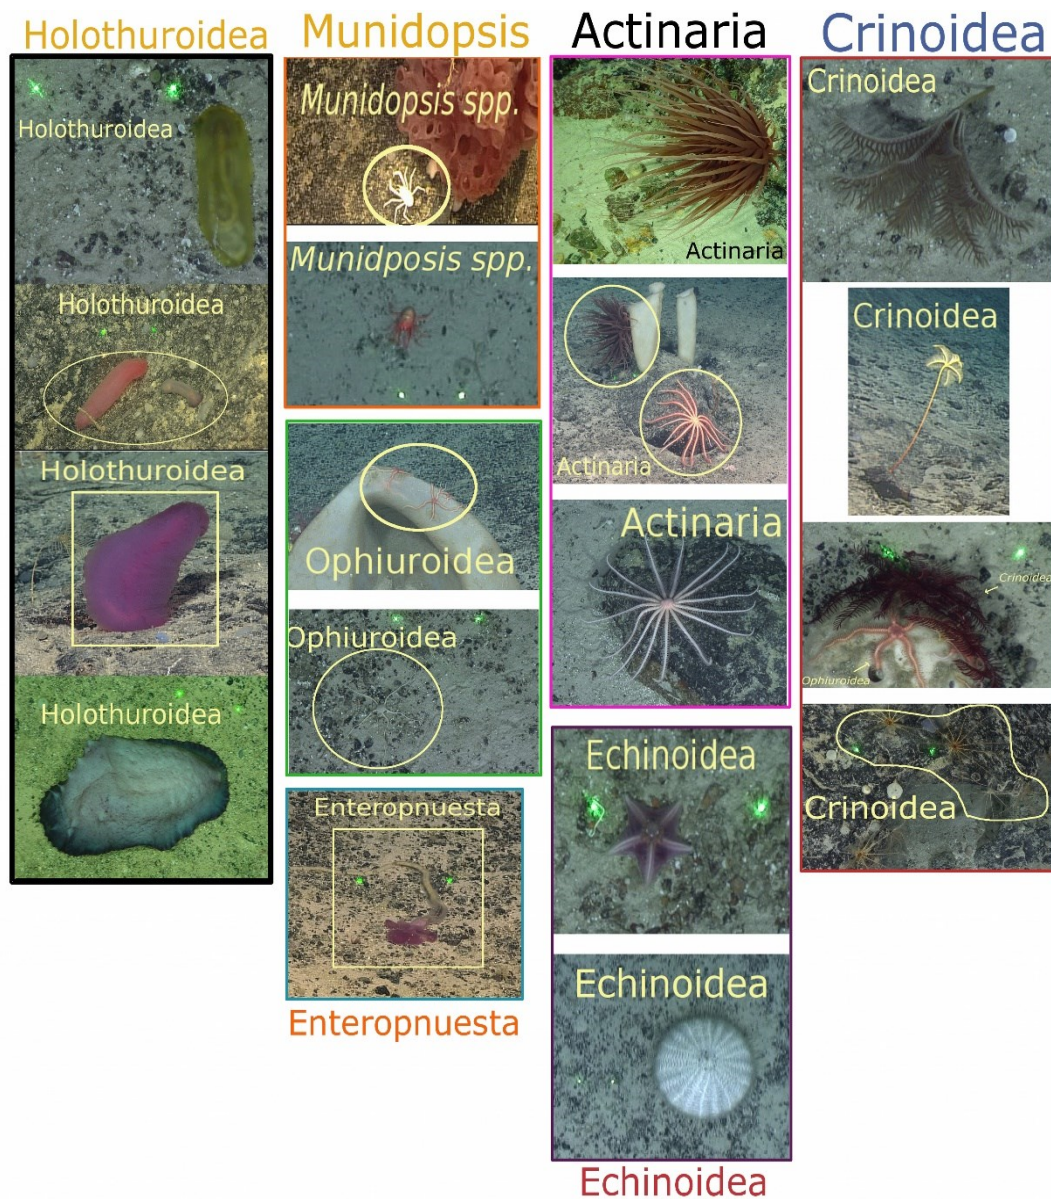 Holothuroidea
Munidopsis
Actinaria
Crinoidea
Holothuroidea
Holothuroidea
Holothuroidea
Holothuroidea
Munidopsis spp.
Munidposis spp.
Ophiuroidea
Ophiuroidea
Enteropnuesta
Enteropnuesta
Actinaria
Actinaria
Actinaria
Echinoidea
Echinoidea
Echinoidea
Crinoidea
Crinoidea
Crinoidea
Ophiuroidea
Crinoidea